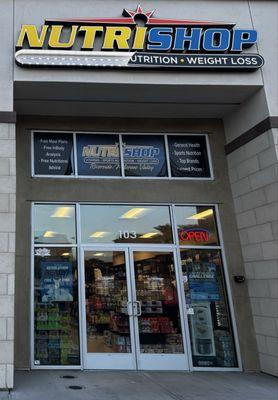 NUTRISHOP
NUTRITION • WEIGHT LOSS
-Free Meal Plans
-Free InBody
Analysis
-Free Nutritional
Advice
NUTRISHOP
Riverside Moreno Valley
-General Health
-Sports Nutrition
-Top Brands
-Lowest Prices
103
OPEN